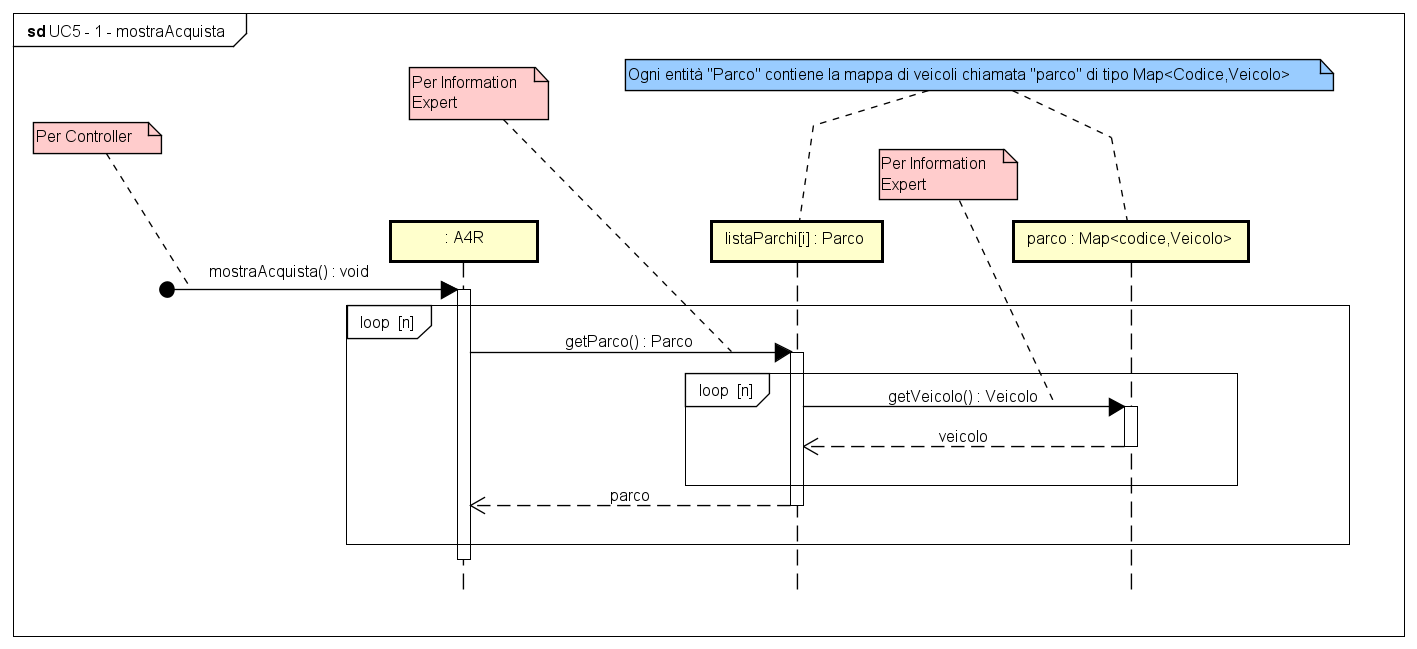 sd UC5 - 1 - mostraAcquista
Per Information
Expert
Ogni entità "Parco" contiene la mappa di veicoli chiamata "parco" di tipo Map<Codice,Veicolo>
Per Controller
Per Information
Expert
: A4R
listaParchi[i] : Parco
parco : Map<codice,Veicolo>
mostraAcquista() : void
loop [n]
getParco() : Parco
loop [n]
getVeicolo() : Veicolo
veicolo
parco